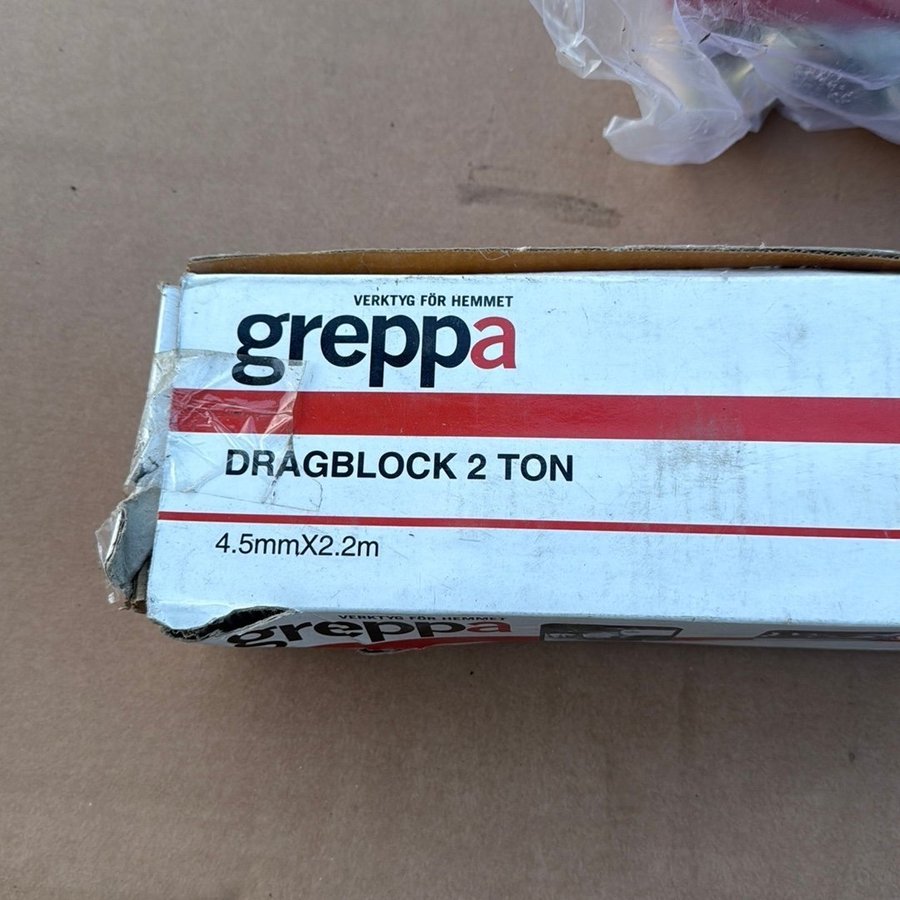 VERKTYG FÖR HEMMET
greppa
DRAGBLOCK 2 TON
4.5mmX2.2m
VERKTYG FÖR HEMMET
greppa